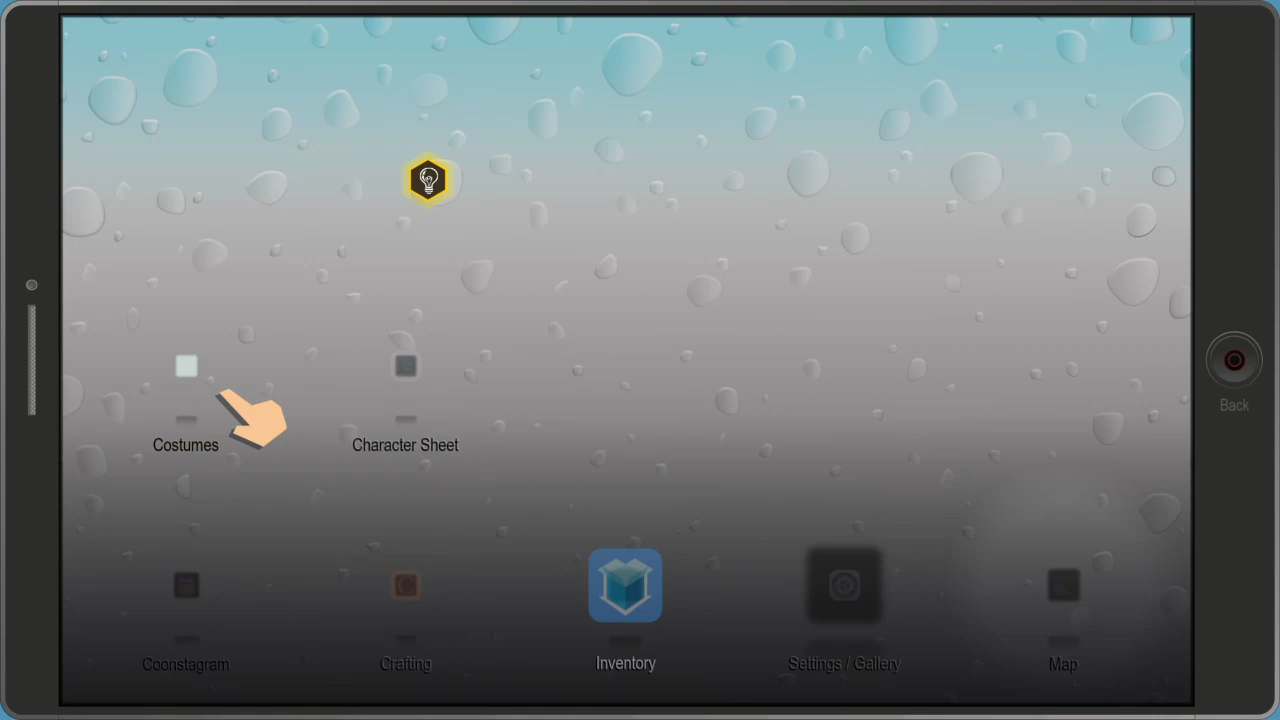 Back
Costumes
Character Sheet
Coonstagram
Crafting
Inventory
Settings / Gallery
Map